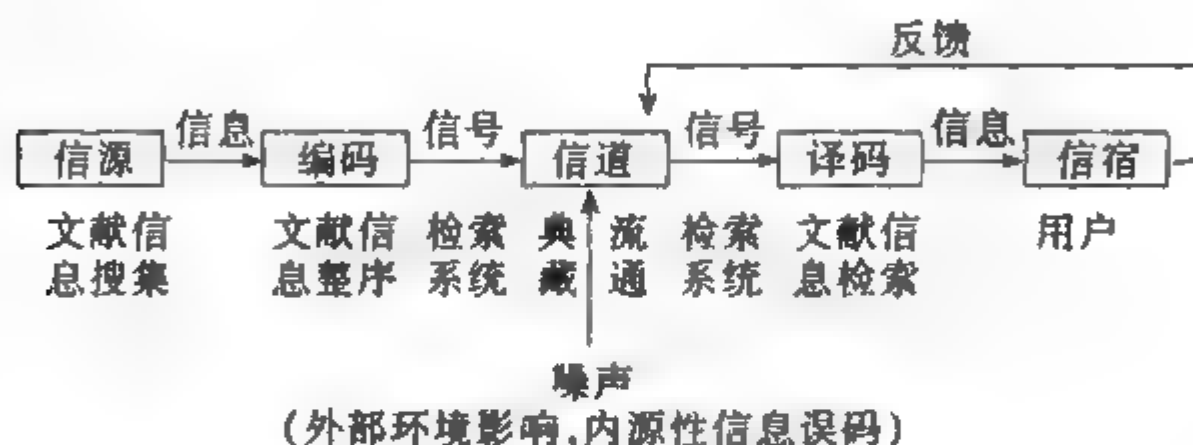 反馈
信息 信号 信号 信息
信源 编码 信道 译码 信宿
文献信 文献信 检索 典 流 检索 文献信 用户
息搜集 息整序 系统 藏 通 系统 息检索
噪声
(外部环境影响,内源性信息误码)